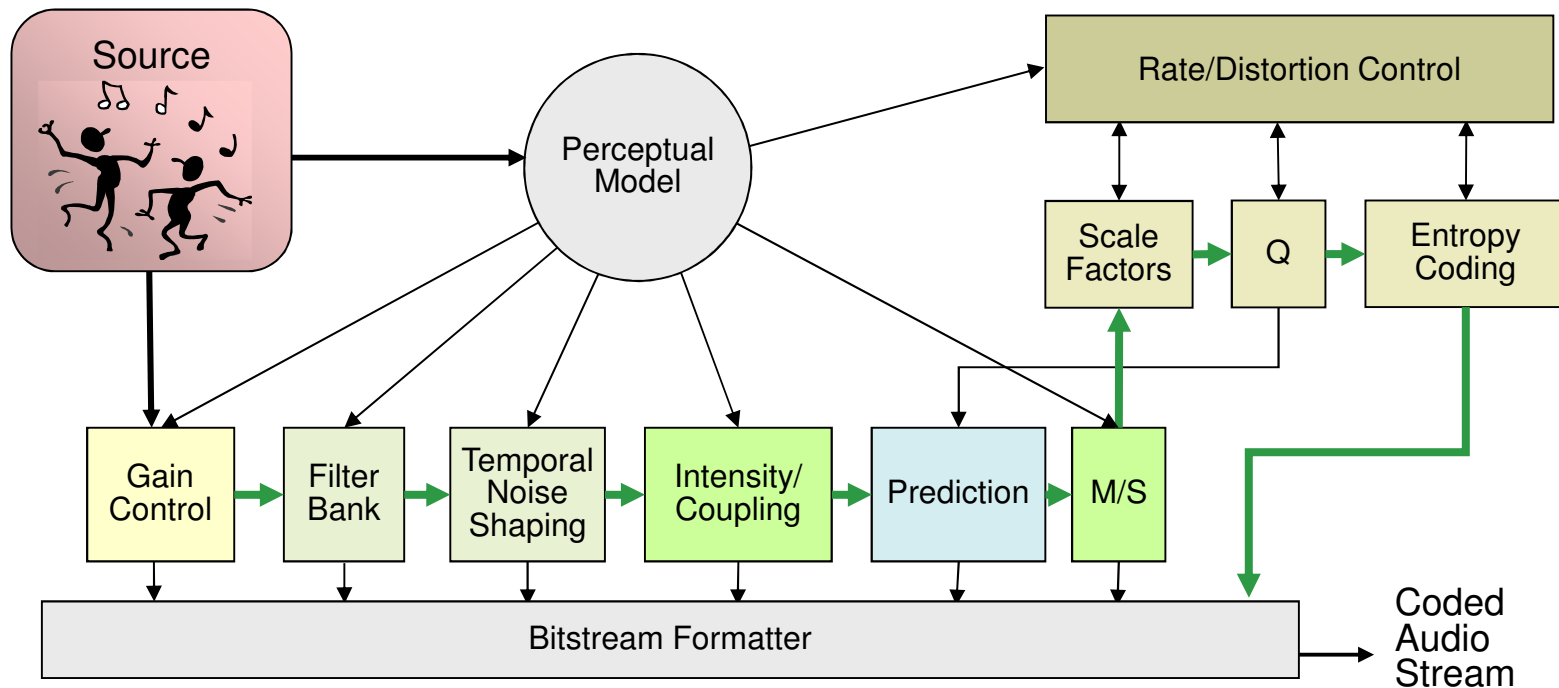 Source
Perceptual
Model
Rate/Distortion Control
Scale
Factors
Q
Entropy
Coding
Gain
Control
Filter
Bank
Temporal
Noise
Shaping
Intensity/
Coupling
Prediction
M/S
Bitstream Formatter
Coded
Audio
Stream